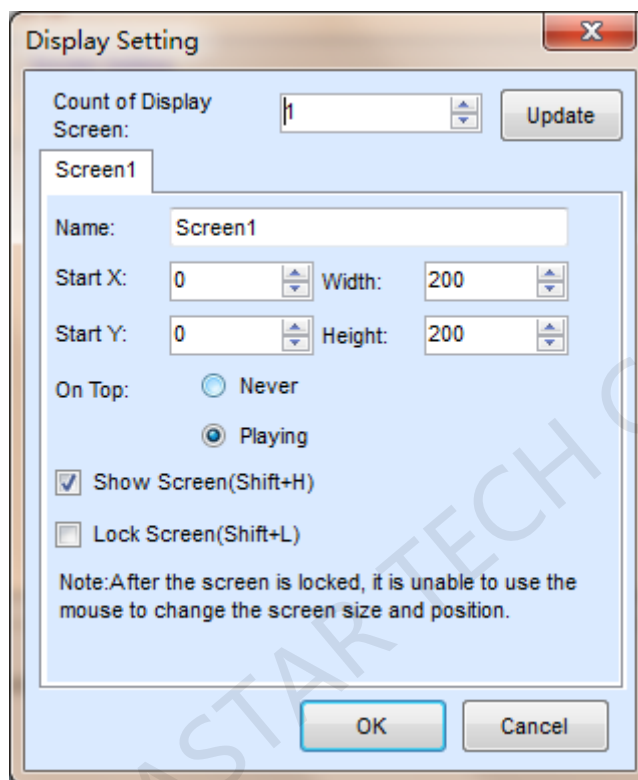 Display Setting
Count of Display
Screen:
1
Update
Screen1
Name: Screen1
Start X: 0 Width: 200
Start Y: 0 Height: 200
On Top: Never
Playing
Show Screen(Shift+H)
Lock Screen(Shift+L)
Note:After the screen is locked, it is unable to use the
mouse to change the screen size and position.
OK Cancel
ASTAR TECH C